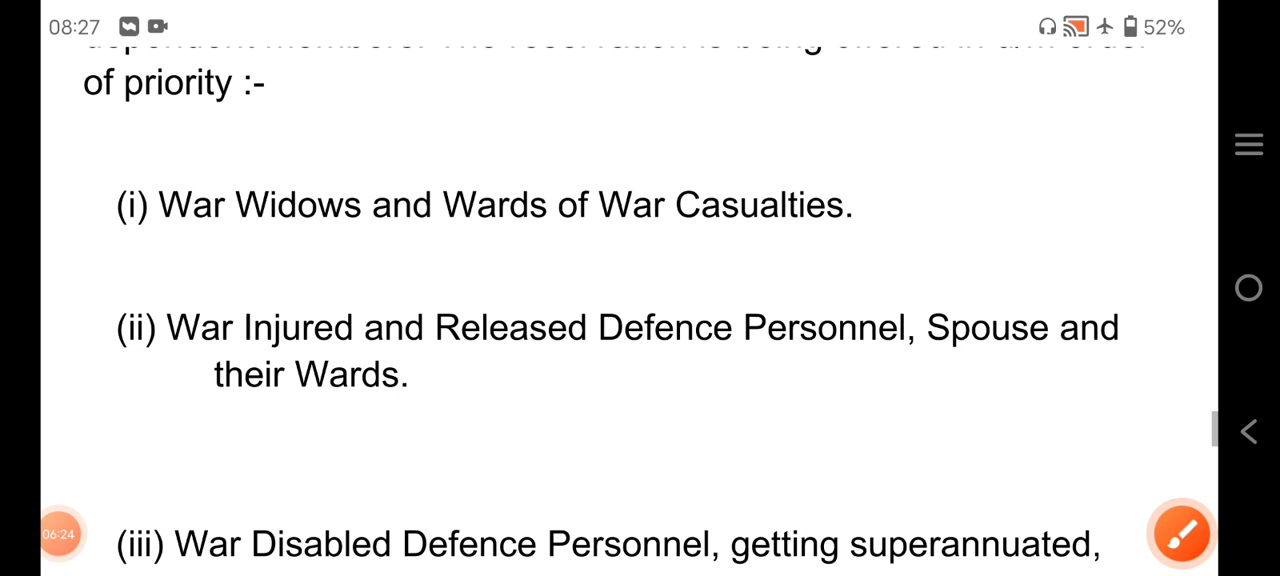 08:27
52%
of priority :-
(i) War Widows and Wards of War Casualties.
(ii) War Injured and Released Defence Personnel, Spouse and
their Wards.
06:24
(iii) War Disabled Defence Personnel, getting superannuated,